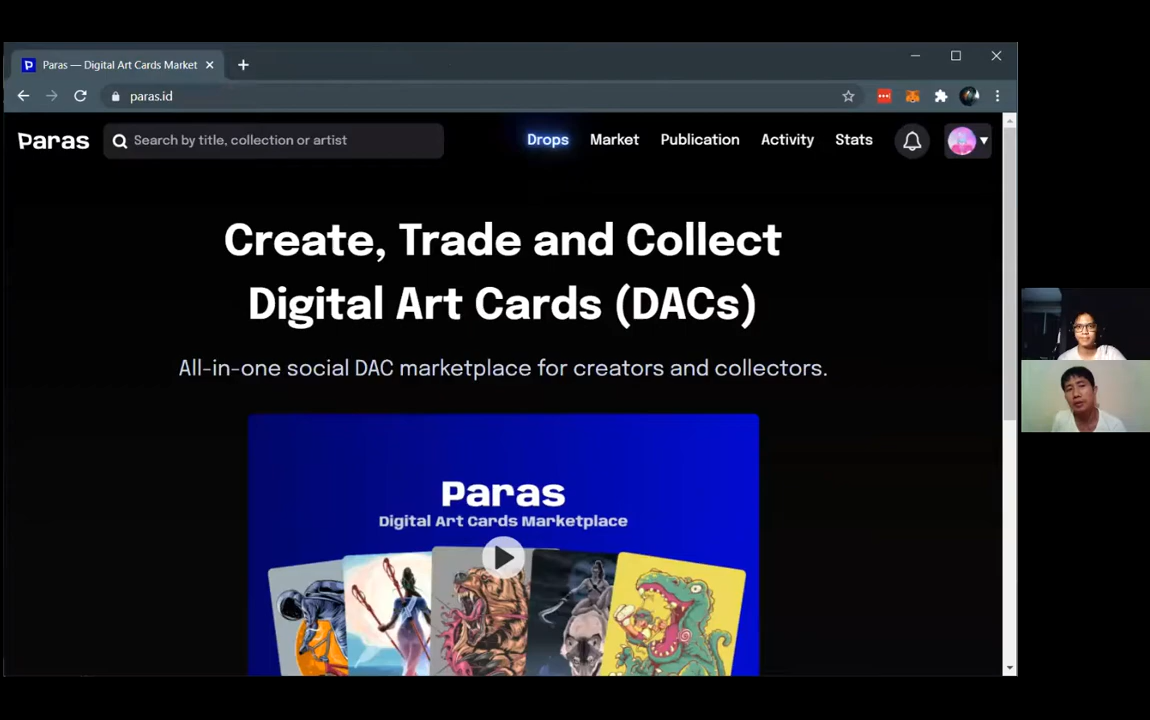 Paras — Digital Art Cards Market
paras.id
Paras
Search by title, collection or artist
Drops
Market
Publication
Activity
Stats
Create, Trade and Collect
Digital Art Cards (DACs)
All-in-one social DAC marketplace for creators and collectors.
Paras
Digital Art Cards Marketplace